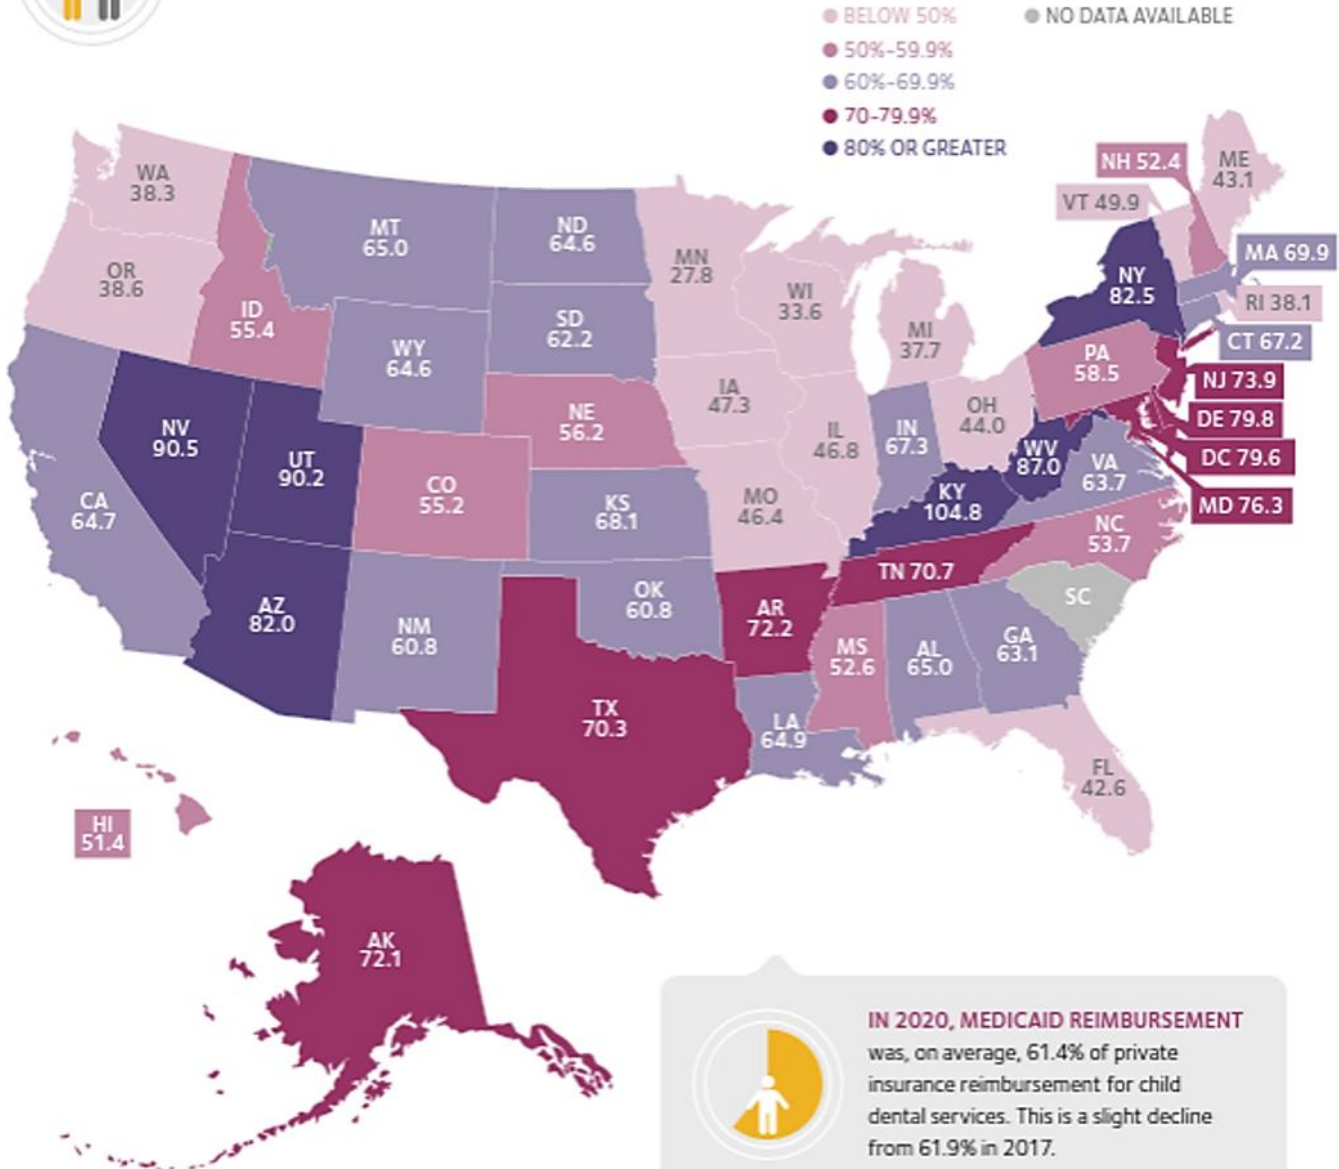 BELOW 50%
NO DATA AVAILABLE
50%-59.9%
60%-69.9%
70-79.9%
80% OR GREATER
WA
38.3
OR
38.6
ID
55.4
MT
65.0
ND
64.6
MN
27.8
WI
33.6
MI
37.7
NH 52.4
VT 49.9
ME
43.1
NY
82.5
MA 69.9
RI 38.1
CT 67.2
NJ 73.9
DE 79.8
DC 79.6
MD 76.3
PA
58.5
SD
62.2
WY
64.6
NE
56.2
IA
47.3
IL
46.8
IN
67.3
OH
44.0
WV
87.0
VA
63.7
KY
104.8
NV
90.5
UT
90.2
CO
55.2
KS
68.1
MO
46.4
CA
64.7
NC
53.7
TN 70.7
SC
AZ
82.0
NM
60.8
OK
60.8
AR
72.2
MS
52.6
AL
65.0
GA
63.1
TX
70.3
LA
64.9
FL
42.6
HI
51.4
AK
72.1
IN 2020, MEDICAID REIMBURSEMENT
was, on average, 61.4% of private
insurance reimbursement for child
dental services. This is a slight decline
from 61.9% in 2017.